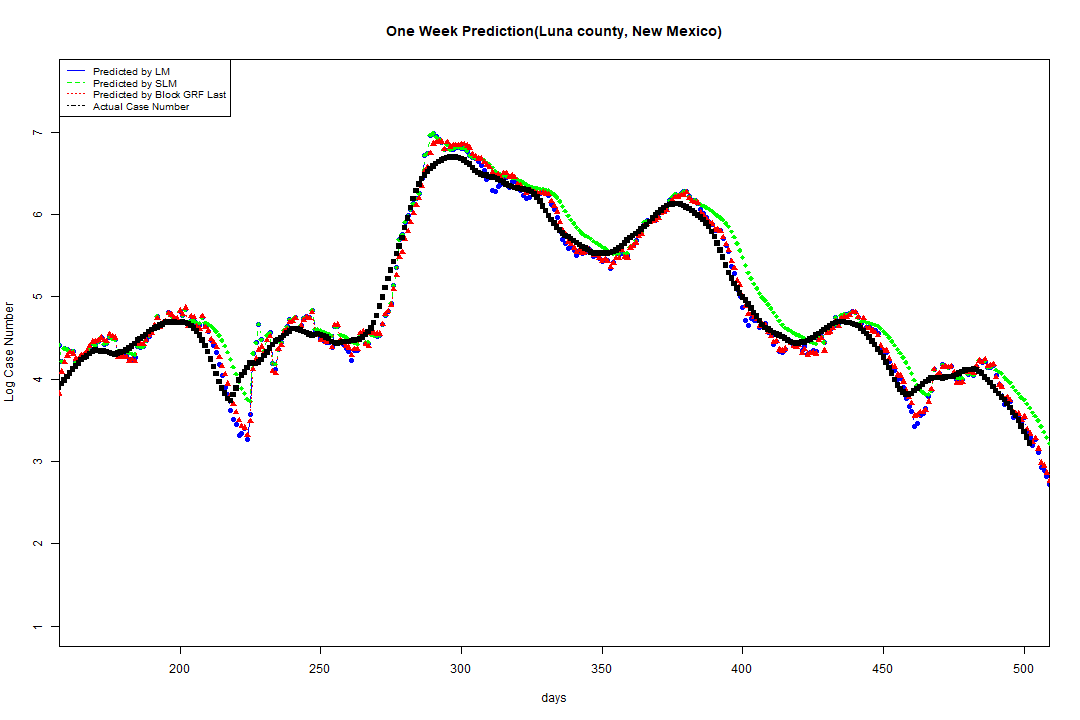 One Week Prediction(Luna county, New Mexico)
Predicted by LM
Predicted by SLM
Predicted by Block GRF Last
Actual Case Number
7
6
5
4
3
2
1
Log Case Number
200 250 300 350 400 450 500
days